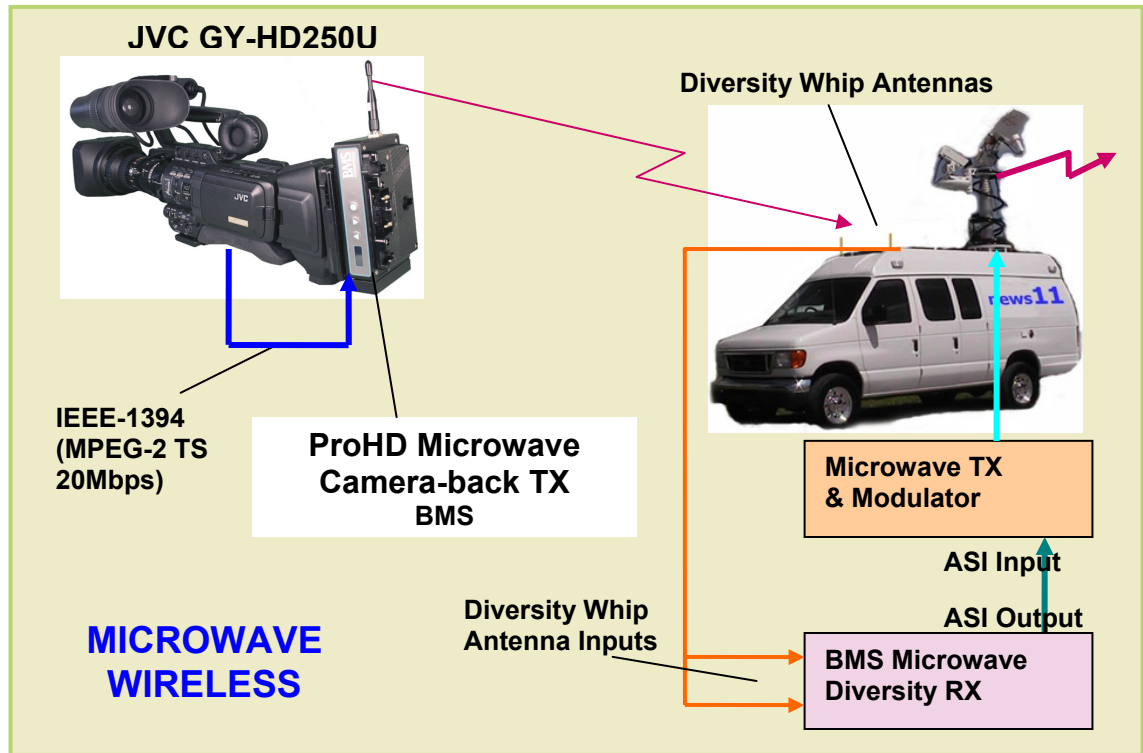 JVC GY-HD250U
Diversity Whip Antennas
BMS
JVC
news11
IEEE-1394
(MPEG-2 TS
20Mbps)
ProHD Microwave
Camera-back TX
BMS
Microwave TX
& Modulator
ASI Input
ASI Output
Diversity Whip
Antenna Inputs
BMS Microwave
Diversity RX
MICROWAVE
WIRELESS